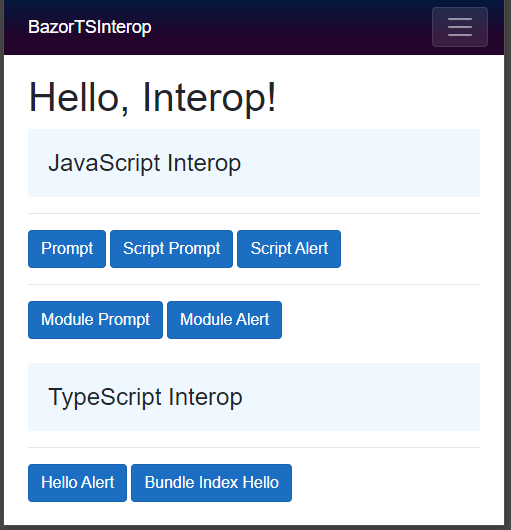 BazorTSInterop
Hello, Interop!
JavaScript Interop
Prompt Script Prompt Script Alert
Module Prompt Module Alert
TypeScript Interop
Hello Alert Bundle Index Hello